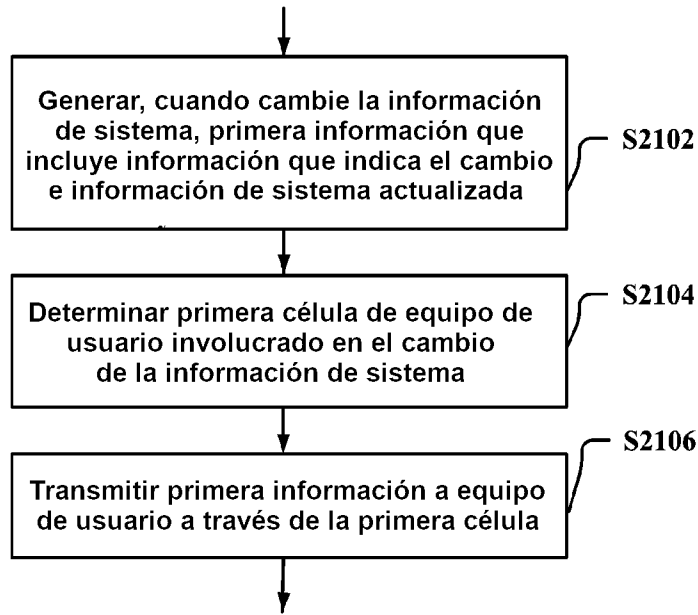 Generar, cuando cambie la información
de sistema, primera información que
incluye información que indica el cambio
e información de sistema actualizada
S2102
Determinar primera célula de equipo de
usuario involucrado en el cambio
de la información de sistema
S2104
Transmitir primera información a equipo
de usuario a través de la primera célula
S2106